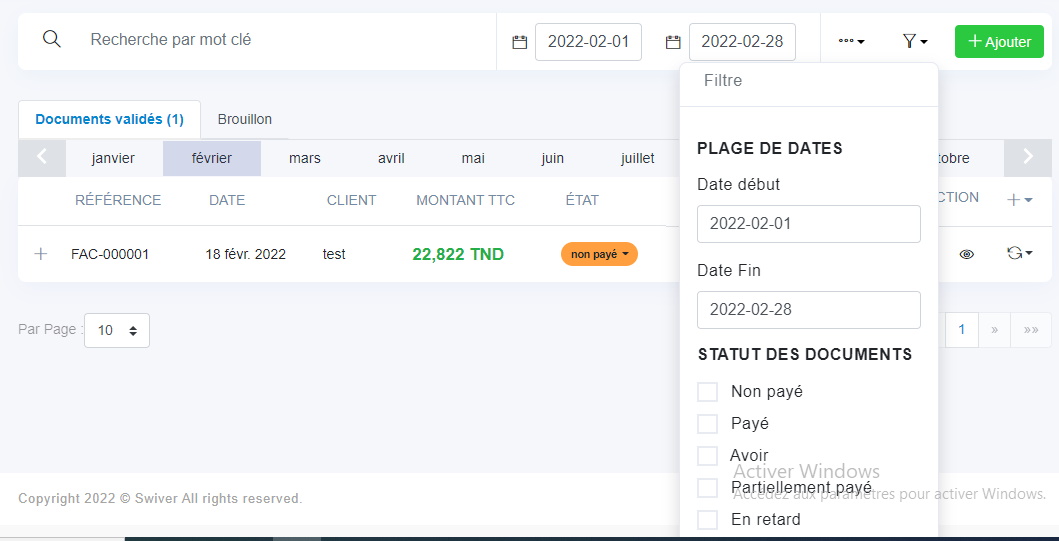 Recherche par mot clé
2022-02-01
2022-02-28
Ajouter
Filtre
Documents validés (1)
Brouillon
janvier
février
mars
avril
mai
juin
juillet
tobre
RÉFÉRENCE
DATE
CLIENT
MONTANT TTC
ÉTAT
CTION
FAC-000001
18 févr. 2022
test
22,822 TND
non payé
PLAGE DE DATES
Date début
2022-02-01
Date Fin
2022-02-28
STATUT DES DOCUMENTS
Non payé
Payé
Avoir
Partiellement payé
En retard
Par Page :
10
1
»
»»
Activer Windows
Accédez aux paramètres pour activer Windows.
Copyright 2022 © Swiver All rights reserved.